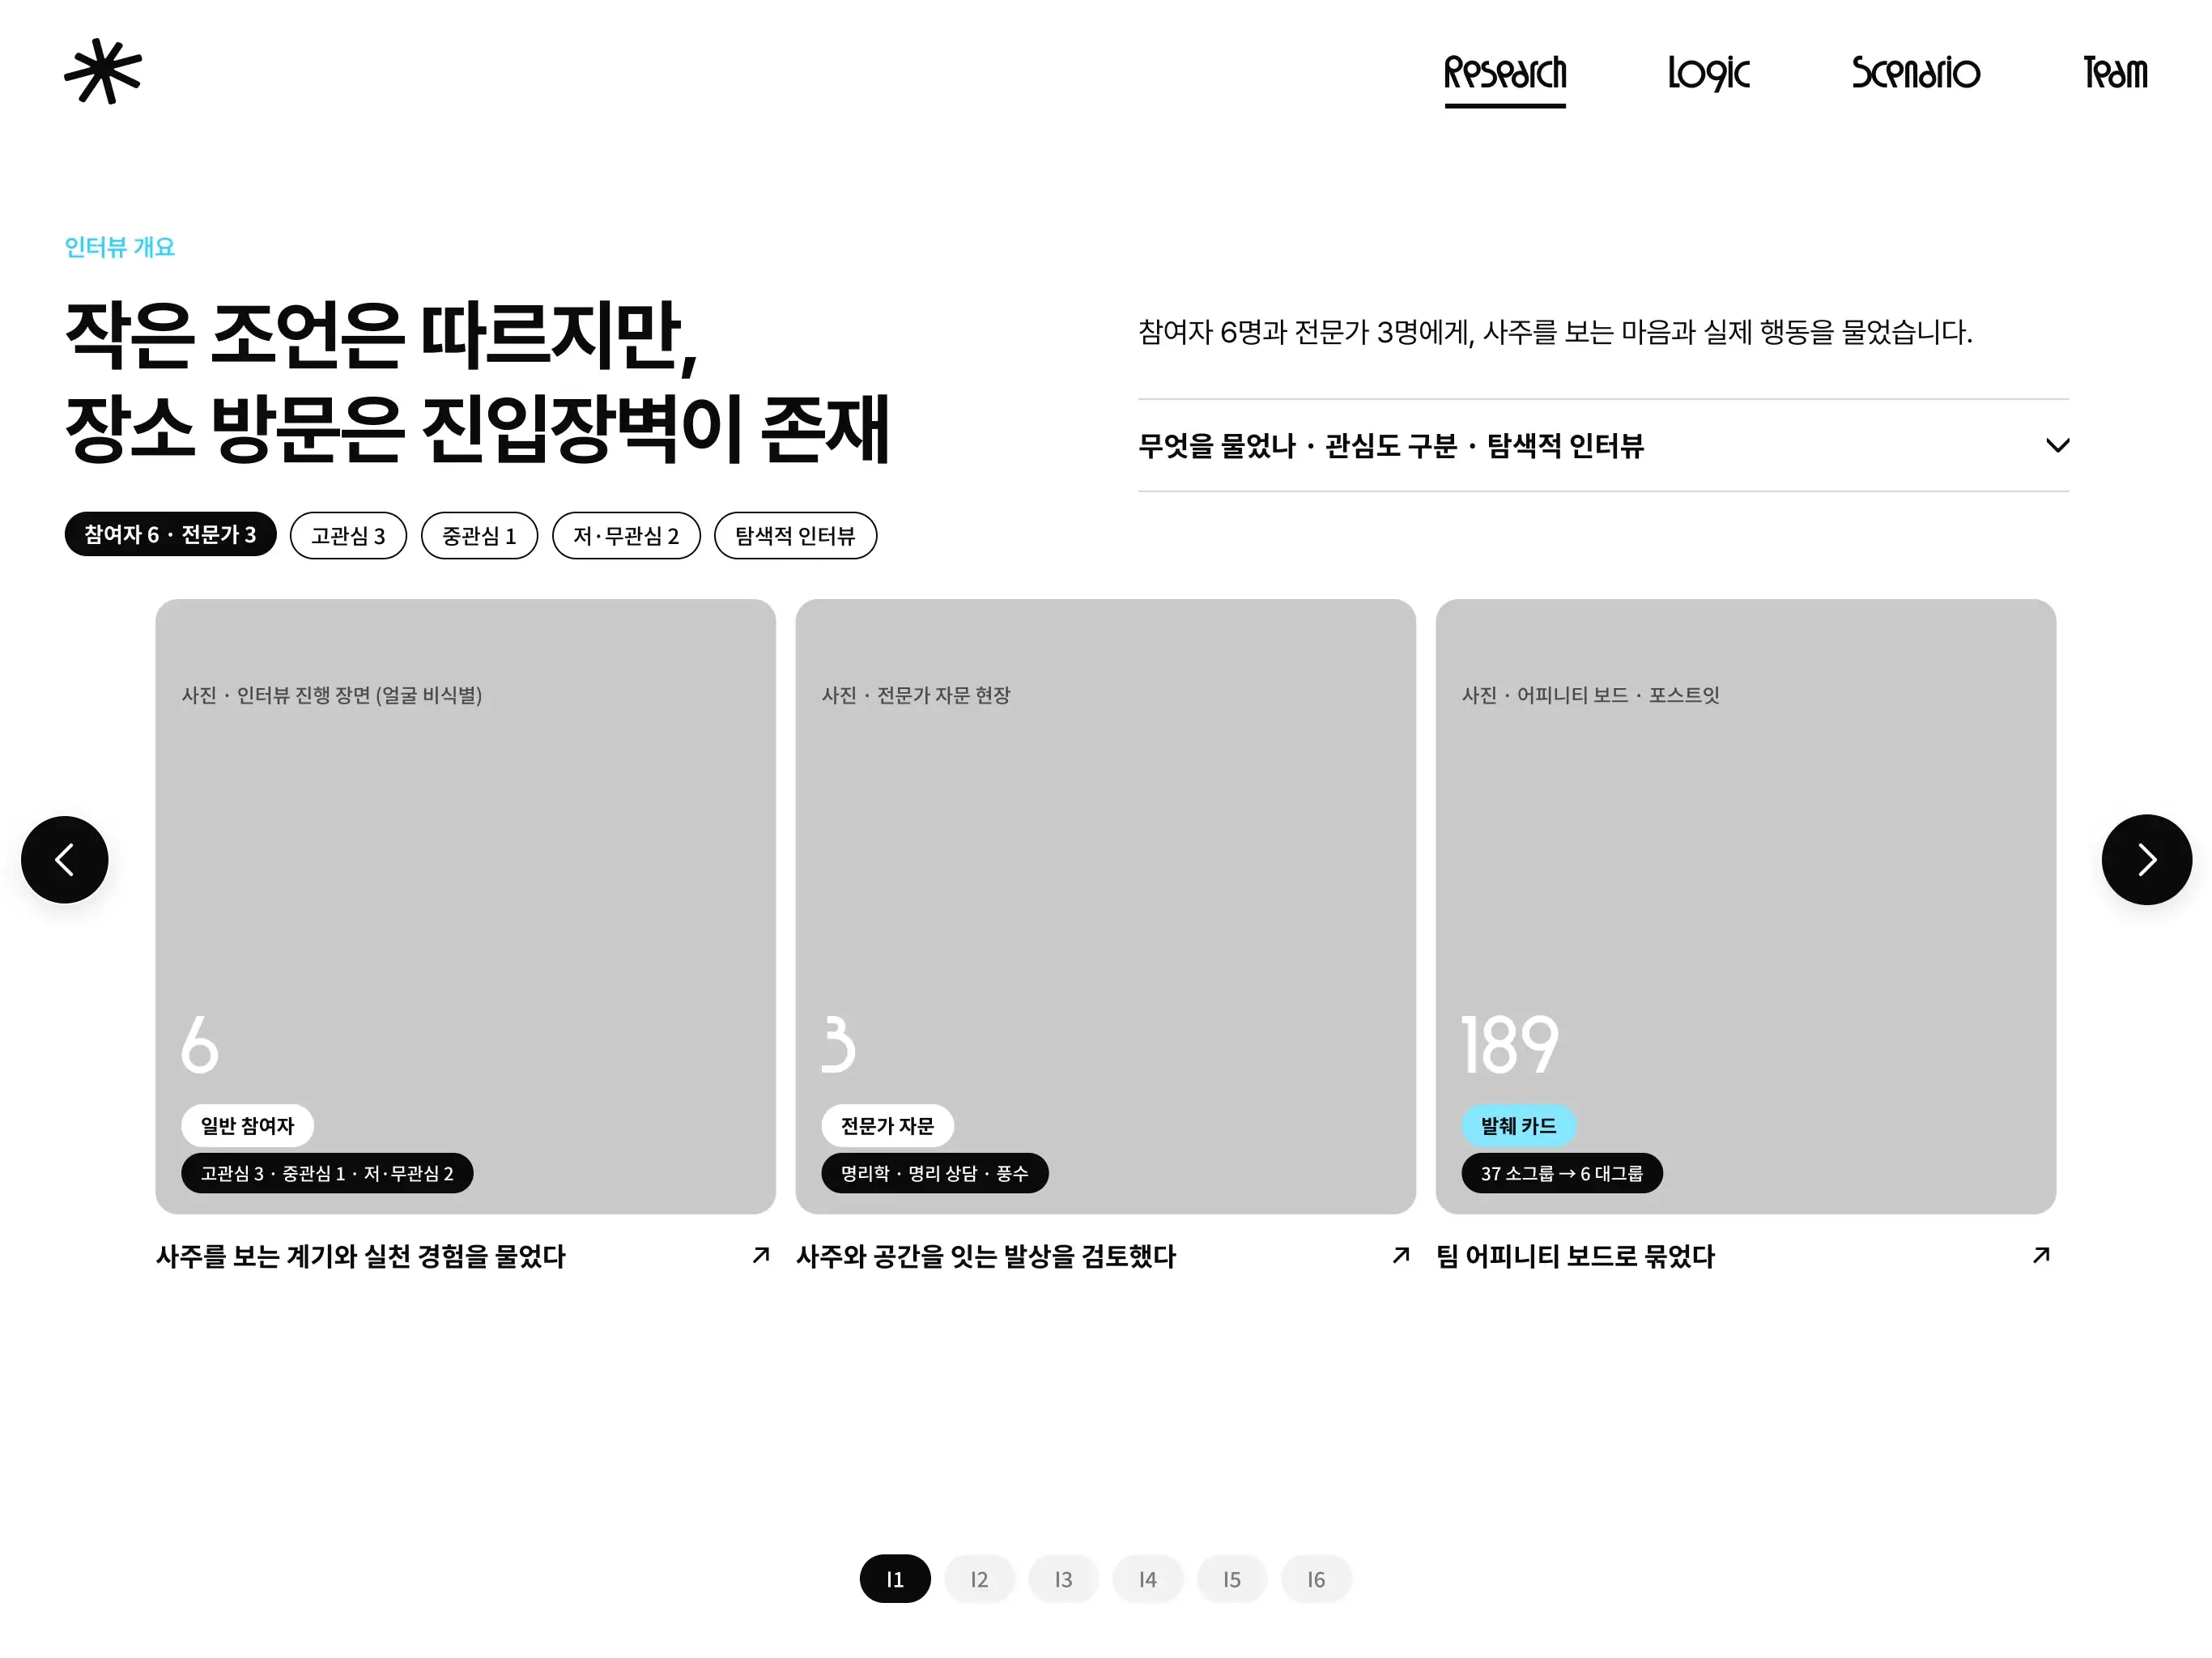 Research
Logic
Scenario
Team
인터뷰 개요
작은 조언은 따르지만,
장소 방문은 진입장벽이 존재
참여자 6명과 전문가 3명에게, 사주를 보는 마음과 실제 행동을 물었습니다.
무엇을 물었나 · 관심도 구분 · 탐색적 인터뷰
참여자 6 · 전문가 3
고관심 3
중관심 1
저·무관심 2
탐색적 인터뷰
사진 · 인터뷰 진행 장면 (얼굴 비식별)
6
일반 참여자
고관심 3 · 중관심 1 · 저·무관심 2
사주를 보는 계기와 실천 경험을 물었다
사진 · 전문가 자문 현장
3
전문가 자문
명리학 · 명리 상담 · 풍수
사주와 공간을 잇는 발상을 검토했다
사진 · 어피니티 보드 · 포스트잇
189
발췌 카드
37 소그룹 → 6 대그룹
팀 어피니티 보드로 묶었다
I1
I2
I3
I4
I5
I6